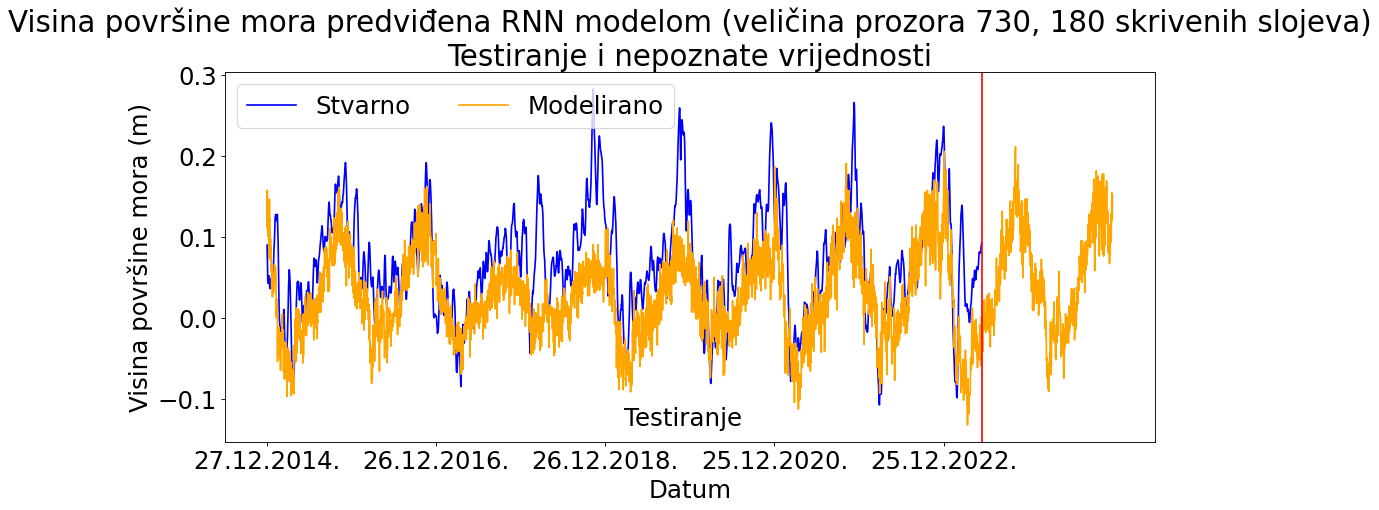 Visina površine mora predviđena RNN modelom (veličina prozora 730, 180 skrivenih slojeva)
Testiranje i nepoznate vrijednosti
Stvarno Modelirano
Visina površine mora (m)
0.3
0.2
0.1
0.0
−0.1
Testiranje
27.12.2014. 26.12.2016. 26.12.2018. 25.12.2020. 25.12.2022.
Datum